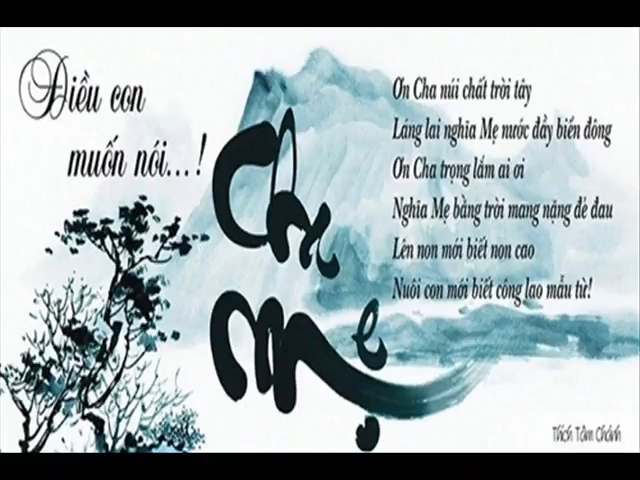 Điều con
muốn nói...!
Cha
Mẹ
Ơn Cha núi chất trời tây
Láng lai nghĩa Mẹ nước đầy biển đông
Ơn Cha trọng lắm ai ơi
Nghĩa Mẹ bằng trời mang nặng đẻ đau
Lên non mới biết non cao
Nuôi con mới biết công lao mẫu từ!
Thích Tâm Chánh